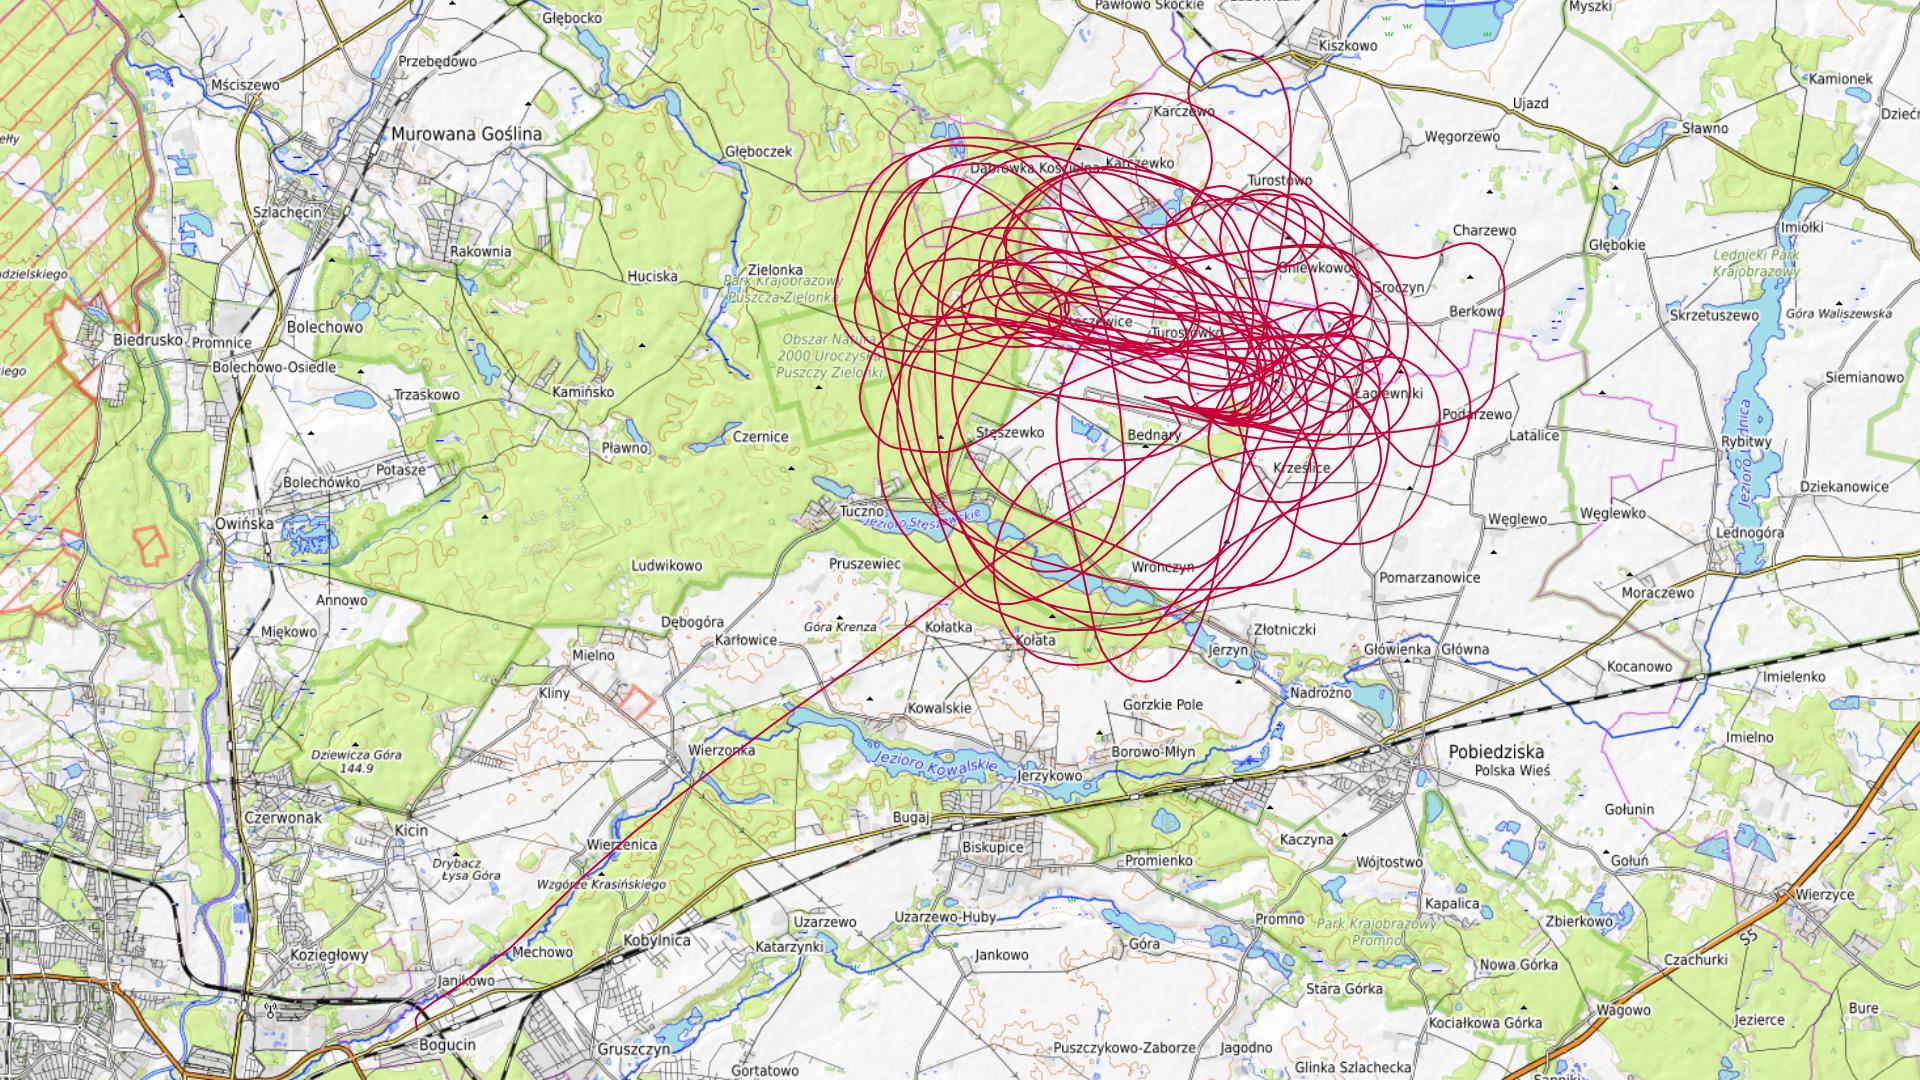 Głębocko
Pawłowo Skockie
Myszki
Kiszkowo
Przebędowo
Mściszewo
Kamionek
Karczewo
Ujazd
Sławno
Murowana Goślina
Węgorzewo
Głęboczek
Dąbrówka Kościelna
Karczewko
Turostowo
Szlachęcin
Imiołki
Charzewo
Głębokie
Rakownia
Lednicki Park
Krajobrazowy
Huciska
Zielonka
Gniewkowo
Park Krajobrazowy
Puszcza Zielonka
Sroczyn
Berkowo
Skrzetuszewo
Góra Waliszewska
Bolechowo
Turostówko
Biedrusko
Promnice
Obszar Natura
2000 Uroczyska
Puszczy Zielonki
Bolechowo-Osiedle
Siemianowo
Trzaskowo
Kamińsko
Łagiewniki
Podarzewo
Stęszewko
Bednary
Latalice
Czernice
Pławno
Rybitwy
Jezioro Lednica
Potasze
Krześlice
Bolechówko
Dziekanowice
Tuczno
Jezioro Stęszewskie
Węglewo
Węglewko
Owińska
Lednogóra
Ludwikowo
Pruszewiec
Wronczyn
Pomarzanowice
Moraczewo
Annowo
Dębogóra
Góra Krenza
Kołatka
Miękowo
Karłowice
Kołata
Złotniczki
Jerzyn
Główienka
Główna
Mielno
Kocanowo
Imielenko
Kliny
Nadrożno
Kowalskie
Gorzkie Pole
Imielno
Wierzonka
Dziewicza Góra
144.9
Borowo-Młyn
Pobiedziska
Jezioro Kowalskie
Jerzykowo
Polska Wieś
Gołunin
Czerwonak
Bugaj
Kicin
Wierzenica
Biskupice
Kaczyna
Promienko
Wójtostwo
Gołuń
Drybacz
Łysa Góra
Wzgórze Krasińskiego
Wierzyce
Kapalica
Uzarzewo
Uzarzewo-Huby
Promno
Park Krajobrazowy
Promno
Zbierkowo
S5
Kobylnica
Katarzynki
Góra
Koziegłowy
Mechowo
Jankowo
Nowa Górka
Czachurki
Janikowo
Stara Górka
Wagowo
Bure
Kociałkowa Górka
Jezierce
Bogucin
Gruszczyn
Puszczykowo-Zaborze
Jagodno
Gortatowo
Glinka Szlachecka